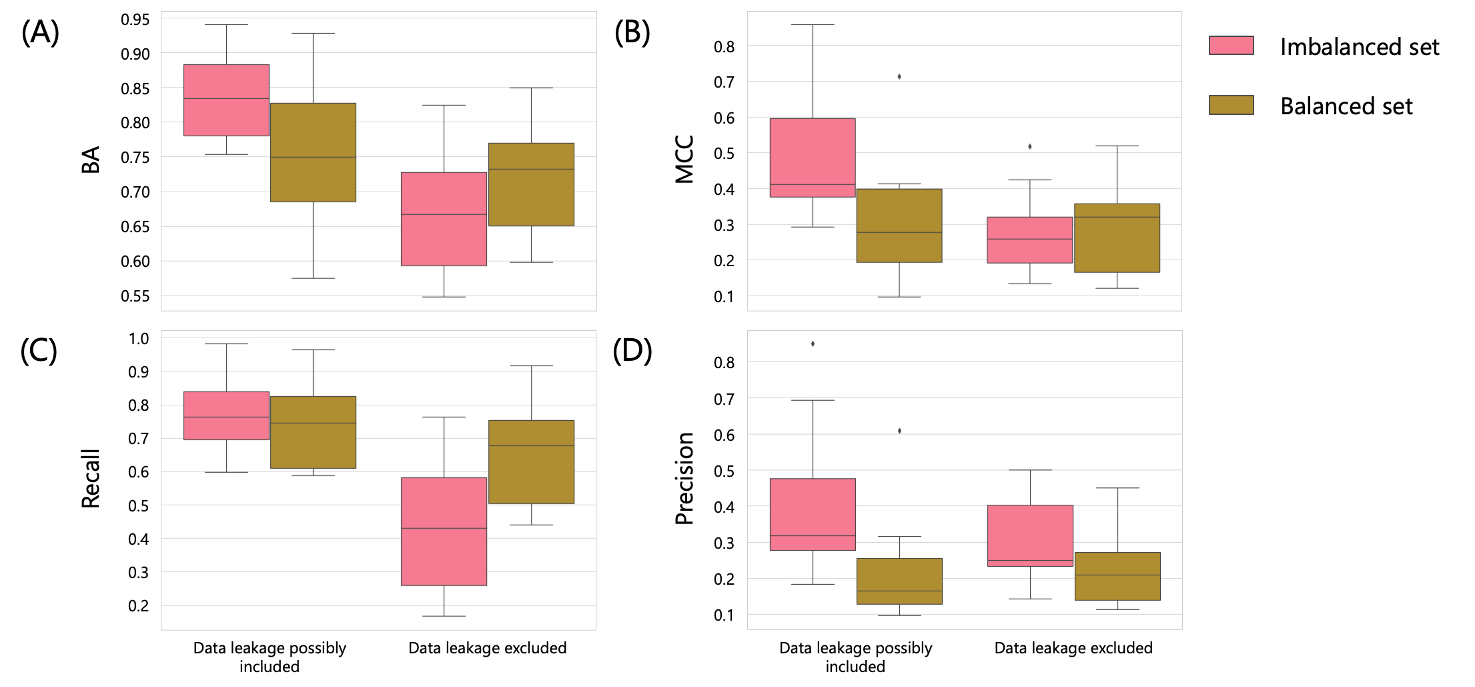 (A)
BA
0.95
0.90
0.85
0.80
0.75
0.70
0.65
0.60
0.55
(B)
MCC
0.8
0.7
0.6
0.5
0.4
0.3
0.2
0.1
Imbalanced set
Balanced set
(C)
Recall
1.0
0.9
0.8
0.7
0.6
0.5
0.4
0.3
0.2
Data leakage possibly
included
Data leakage excluded
(D)
Precision
0.8
0.7
0.6
0.5
0.4
0.3
0.2
0.1
Data leakage possibly
included
Data leakage excluded